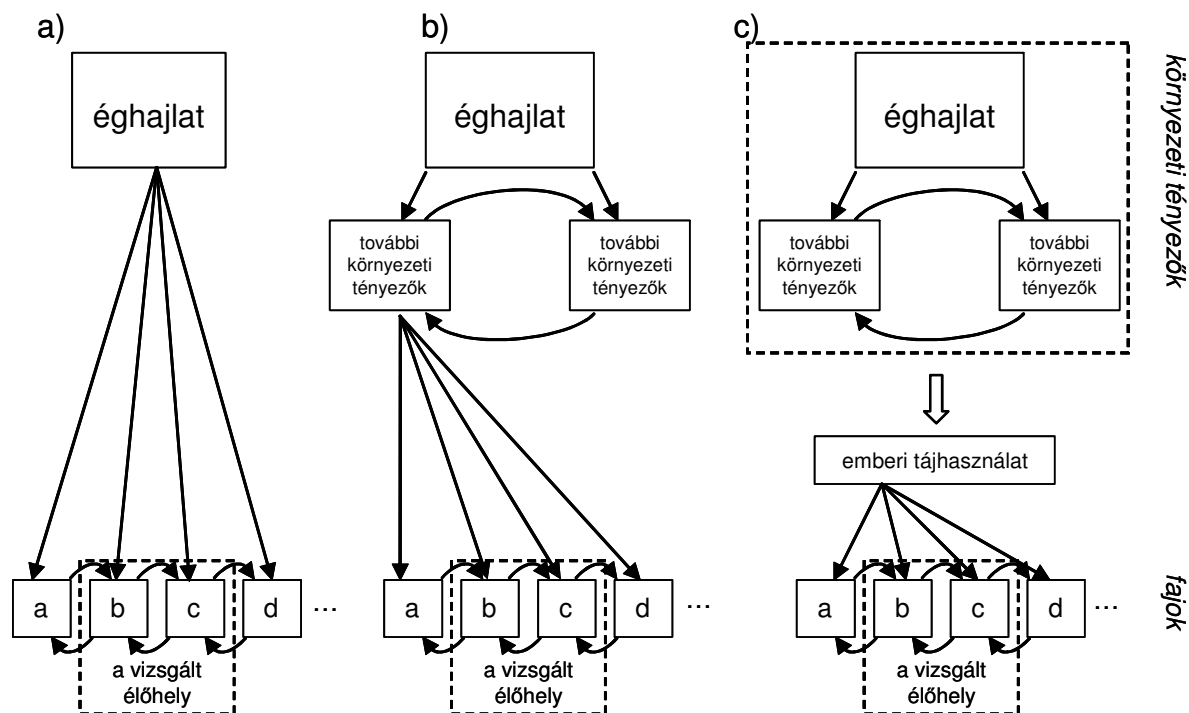 a)
éghajlat
a
b
c
d
...
a vizsgált
élőhely
b)
éghajlat
további
környezeti
tényezők
további
környezeti
tényezők
a
b
c
d
...
a vizsgált
élőhely
c)
éghajlat
további
környezeti
tényezők
további
környezeti
tényezők
emberi tájhasználat
a
b
c
d
...
a vizsgált
élőhely
környezeti tényezők
fajok